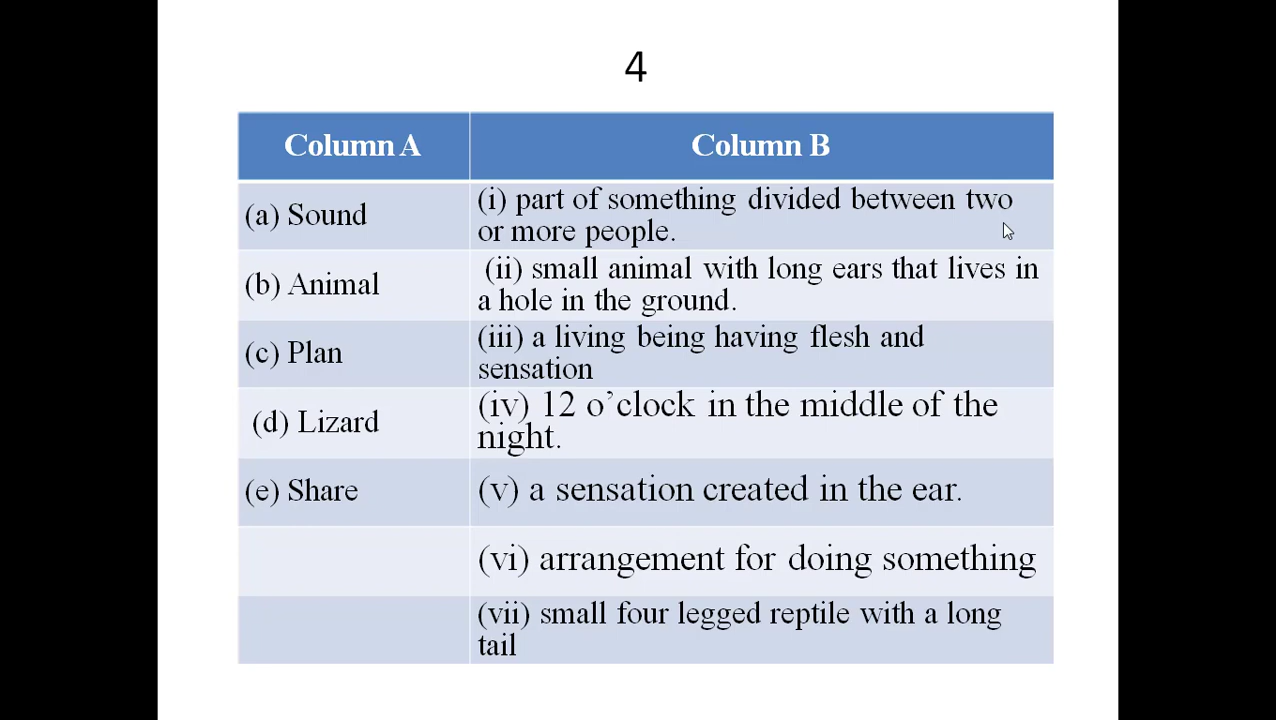 4
Column A
Column B
(a) Sound
(i) part of something divided between two
or more people.
(b) Animal
(ii) small animal with long ears that lives in
a hole in the ground.
(c) Plan
(iii) a living being having flesh and
sensation
(d) Lizard
(iv) 12 o’clock in the middle of the
night.
(e) Share
(v) a sensation created in the ear.
(vi) arrangement for doing something
(vii) small four legged reptile with a long
tail